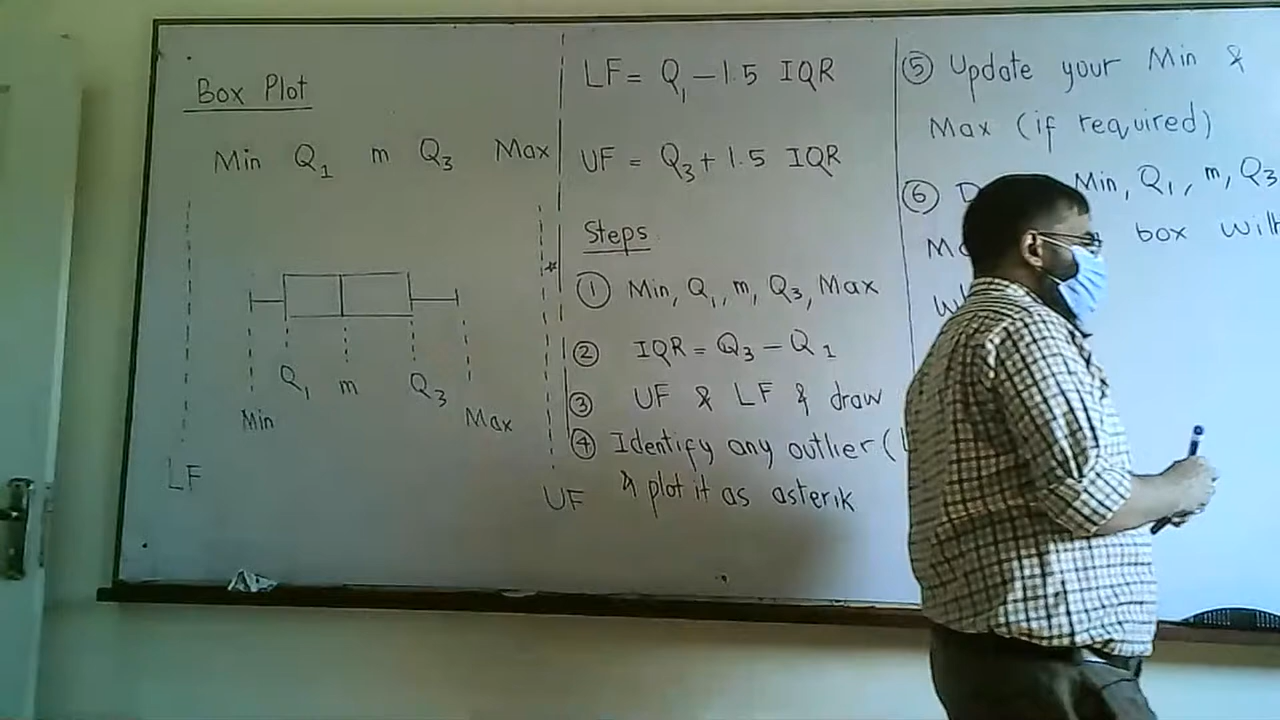 Box Plot
Min Q1 m Q3 Max
Q1 m Q3
Min Max
LF
UF
LF = Q1 - 1.5 IQR
UF = Q3 + 1.5 IQR
Steps
① Min, Q1, m, Q3, Max
② IQR = Q3 - Q1
③ UF & LF & draw
④ Identify any outlier (
& plot it as asterik
⑤ Update your Min &
Max (if required)
⑥ Min, Q1, m, Q3
box with